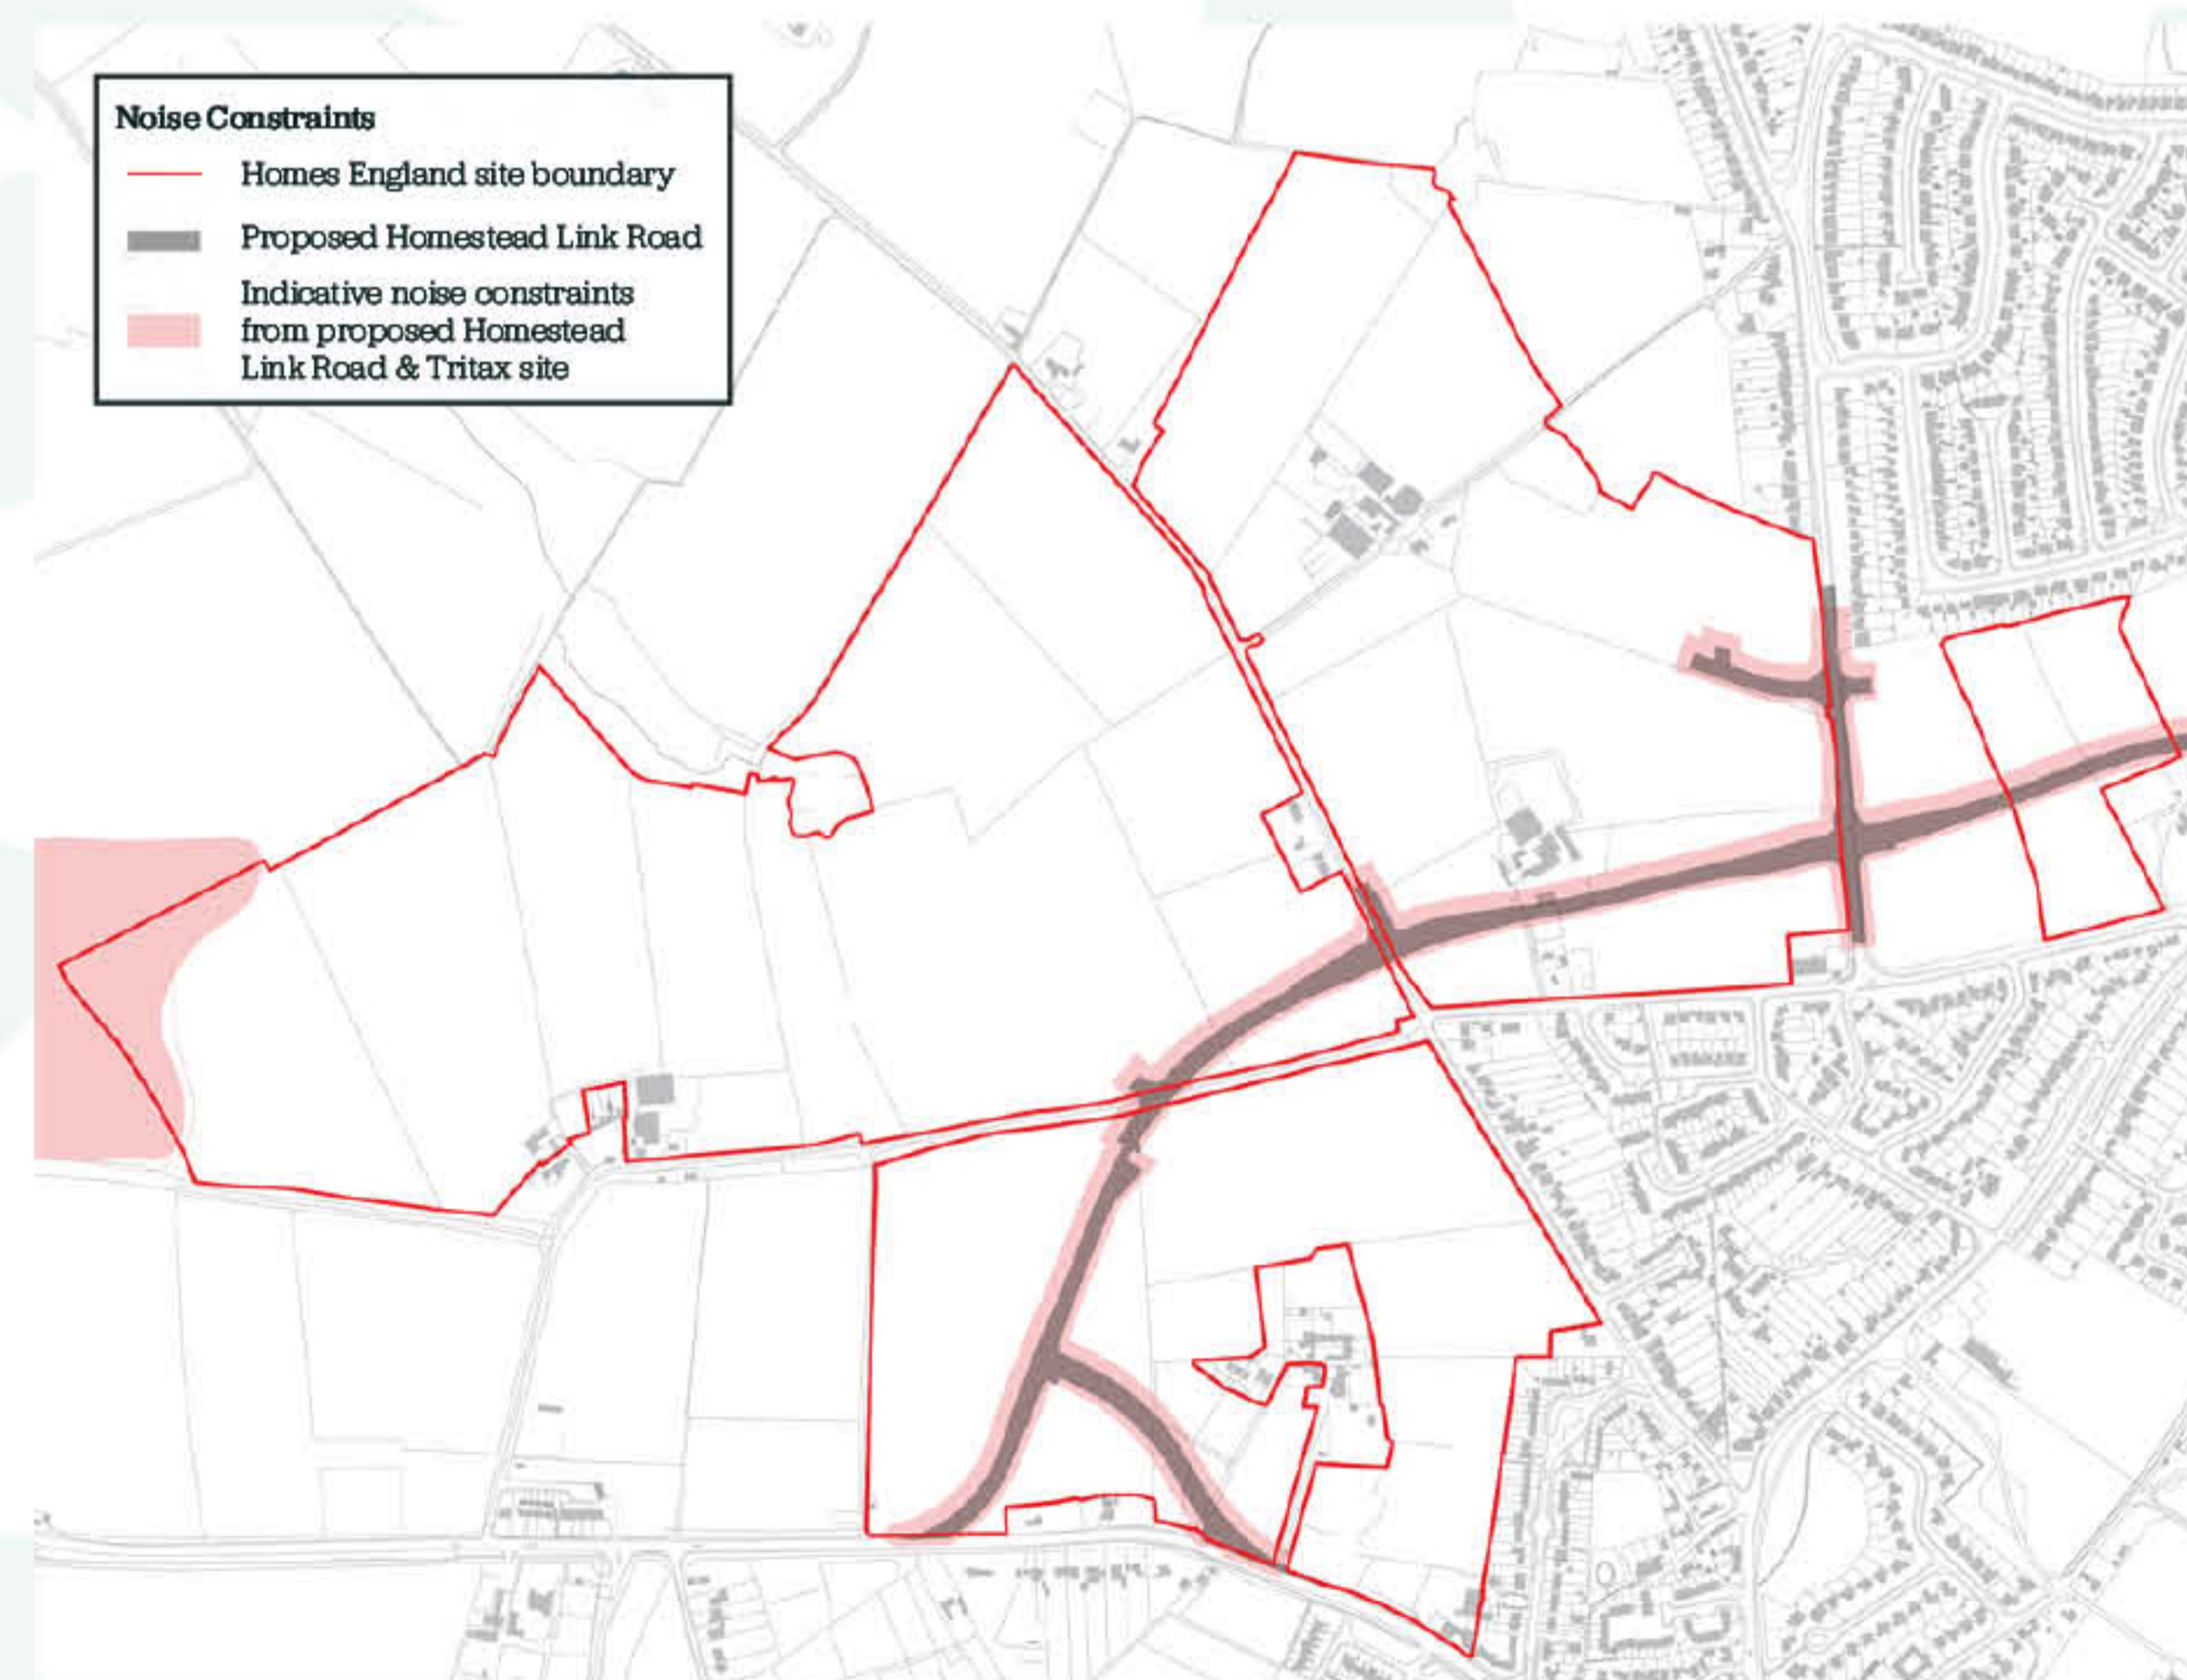 Noise Constraints
Homes England site boundary
Proposed Homestead Link Road
Indicative noise constraints
from proposed Homestead
Link Road & Tritax site